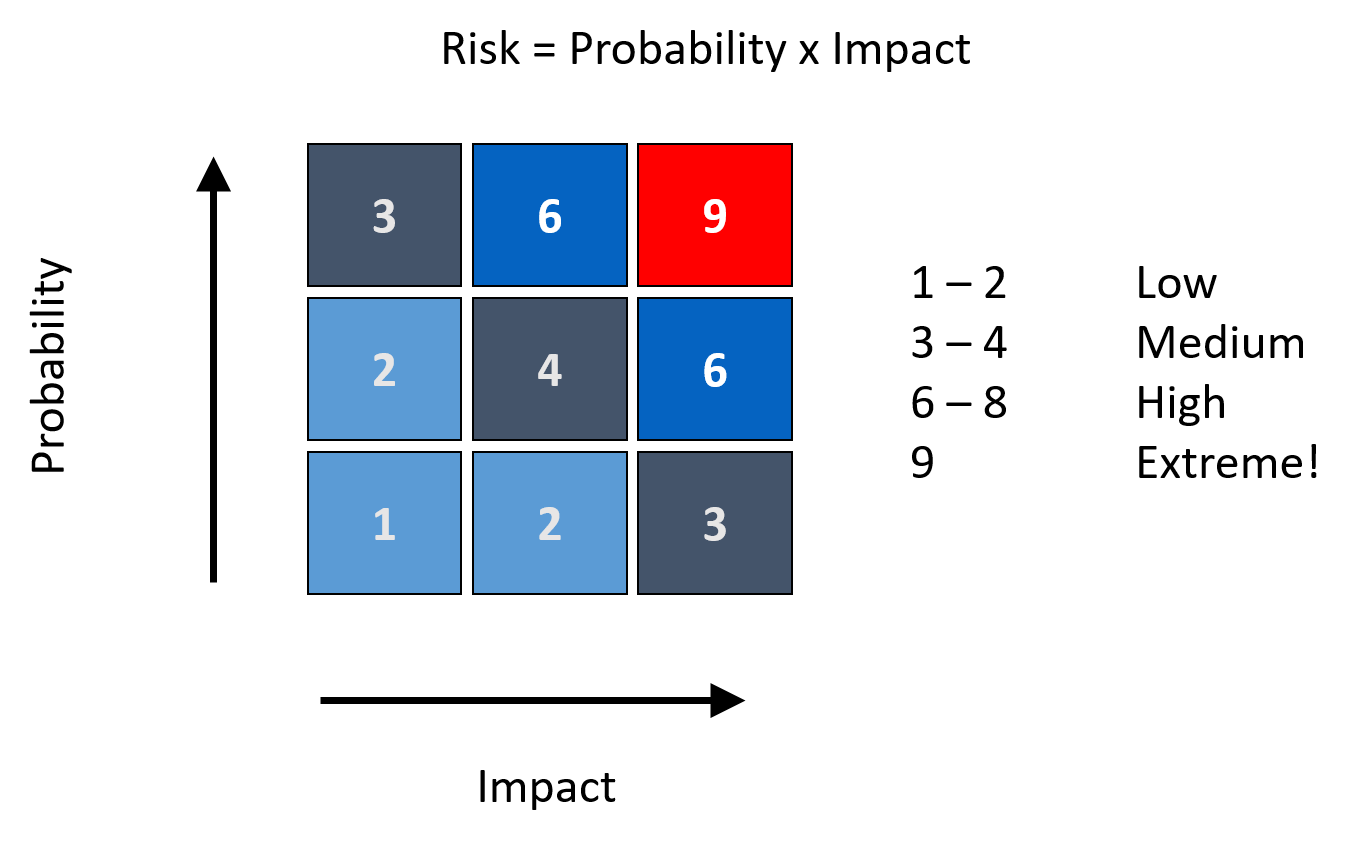 Risk = Probability x Impact
Probability
3 6 9
2 4 6
1 2 3
Impact
1 – 2 Low
3 – 4 Medium
6 – 8 High
9 Extreme!